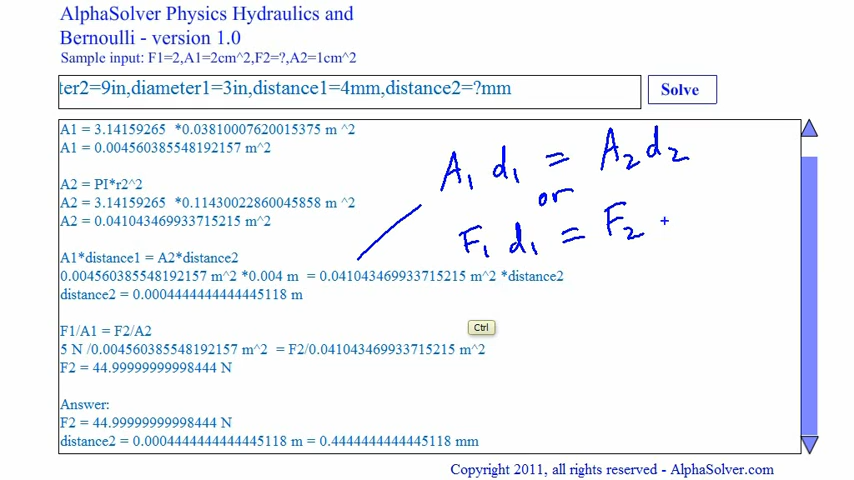 AlphaSolver Physics Hydraulics and
Bernoulli - version 1.0
Sample input: F1=2,A1=2cm^2,F2=?,A2=1cm^2
ter2=9in,diameter1=3in,distance1=4mm,distance2=?mm
Solve
A1 = 3.14159265 *0.03810007620015375 m ^2
A1 = 0.004560385548192157 m^2
A2 = PI*r2^2
A2 = 3.14159265 *0.11430022860045858 m ^2
A2 = 0.041043469933715215 m^2
A1*distance1 = A2*distance2
0.004560385548192157 m^2 *0.004 m = 0.041043469933715215 m^2 *distance2
distance2 = 0.0004444444444445118 m
F1/A1 = F2/A2
5 N /0.004560385548192157 m^2 = F2/0.041043469933715215 m^2
F2 = 44.99999999998444 N
Answer:
F2 = 44.99999999998444 N
distance2 = 0.0004444444444445118 m = 0.4444444444445118 mm
A1 d1 = A2 d2
or
F1 d1 = F2
Ctrl
Copyright 2011, all rights reserved - AlphaSolver.com